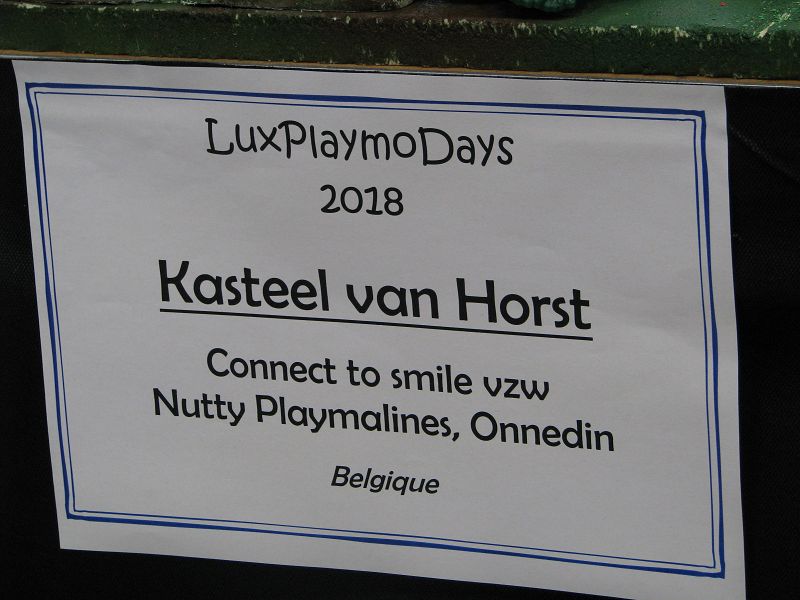 LuxPlaymoDays
2018
Kasteel van Horst
Connect to smile vzw
Nutty Playmalines, Onnedin
Belgique